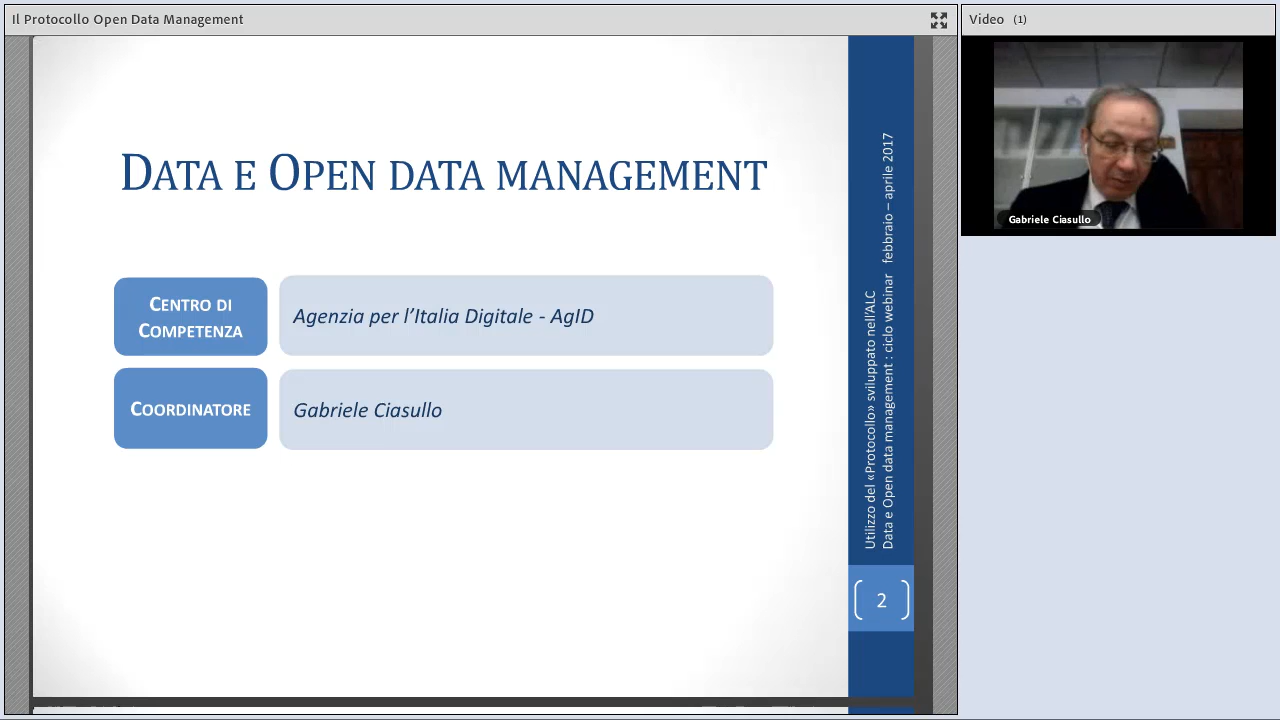 Il Protocollo Open Data Management
Video (1)
DATA E OPEN DATA MANAGEMENT
CENTRO DI
COMPETENZA
Agenzia per l'Italia Digitale - AgID
COORDINATORE
Gabriele Ciasullo
Utilizzo del «Protocollo» sviluppato nell'ALC
Data e Open data management : ciclo webinar febbraio – aprile 2017
2
Gabriele Ciasullo